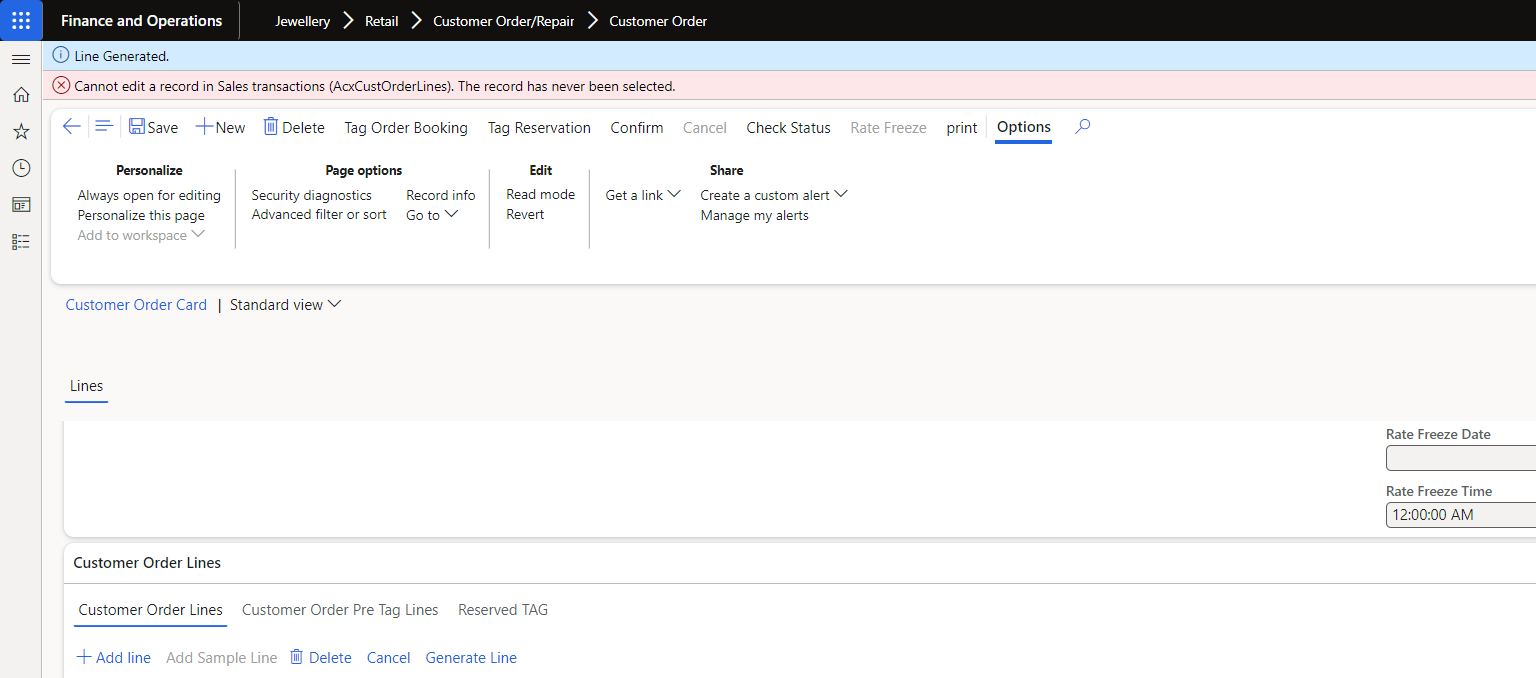 Finance and Operations
Jewellery Retail Customer Order/Repair Customer Order
Line Generated.
Cannot edit a record in Sales transactions (AcxCustOrderLines). The record has never been selected.
Save New Delete Tag Order Booking Tag Reservation Confirm Cancel Check Status Rate Freeze print Options
Personalize
Always open for editing
Personalize this page
Add to workspace
Page options
Security diagnostics
Advanced filter or sort
Record info
Go to
Edit
Read mode
Revert
Share
Get a link
Create a custom alert
Manage my alerts
Customer Order Card | Standard view
Lines
Rate Freeze Date
Rate Freeze Time
12:00:00 AM
Customer Order Lines
Customer Order Lines Customer Order Pre Tag Lines Reserved TAG
Add line Add Sample Line Delete Cancel Generate Line